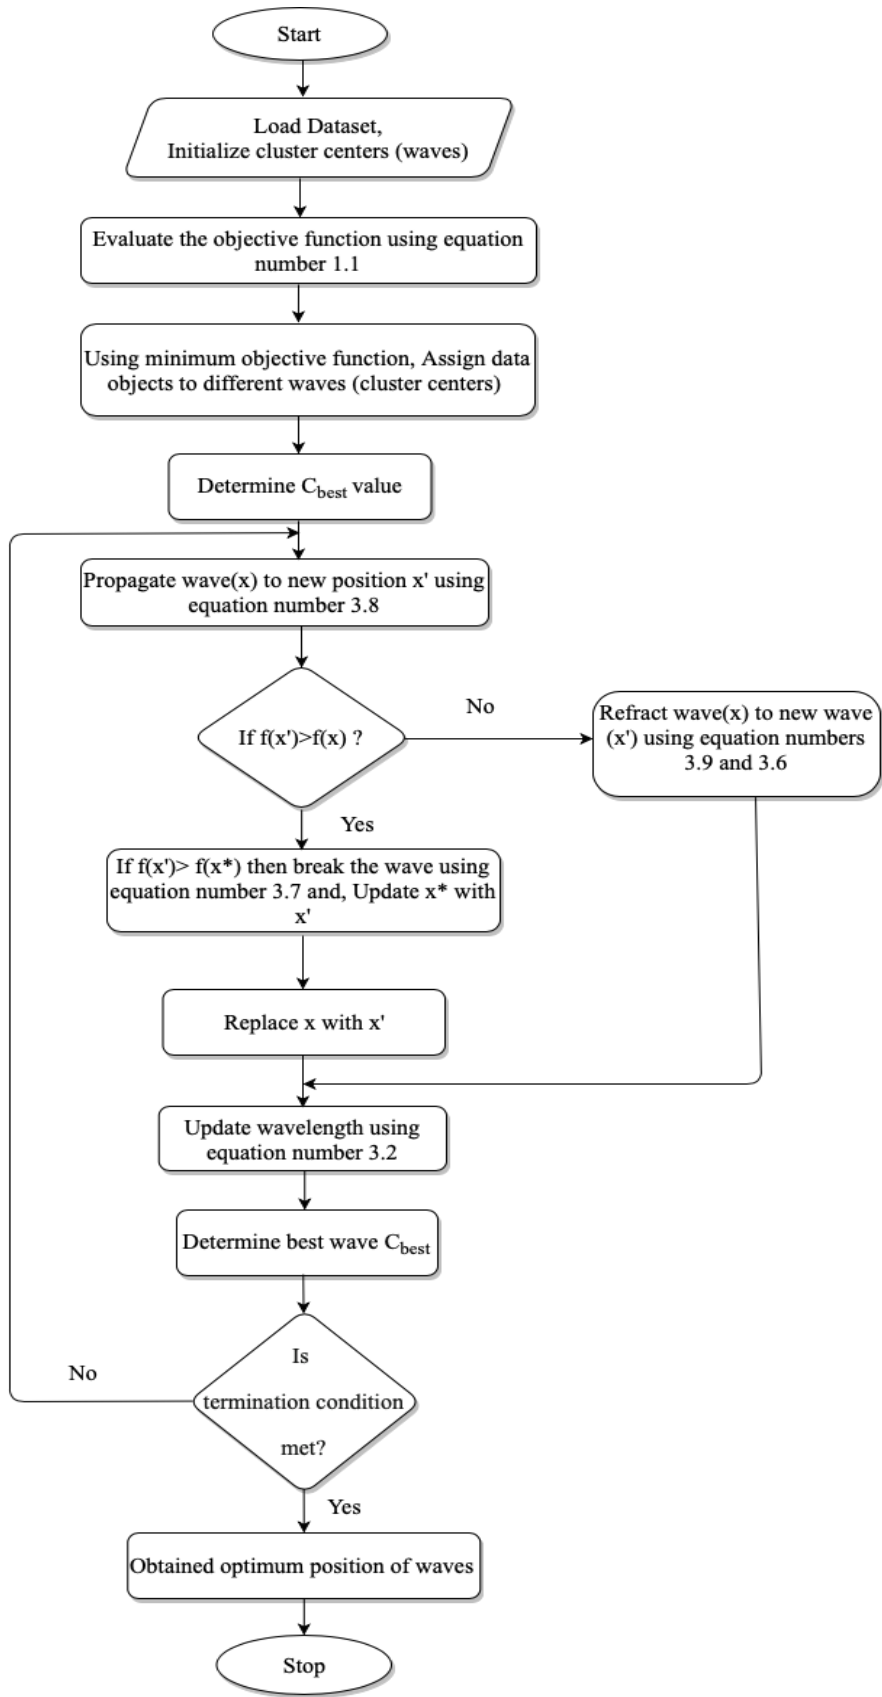 Start
Load Dataset,
Initialize cluster centers (waves)
Evaluate the objective function using equation
number 1.1
Using minimum objective function, Assign data
objects to different waves (cluster centers)
Determine Cbest value
Propagate wave(x) to new position x' using
equation number 3.8
If f(x')>f(x) ?
No
Refract wave(x) to new wave
(x') using equation numbers
3.9 and 3.6
Yes
If f(x')> f(x*) then break the wave using
equation number 3.7 and, Update x* with
x'
Replace x with x'
Update wavelength using
equation number 3.2
Determine best wave Cbest
Is
termination condition
met?
No
Yes
Obtained optimum position of waves
Stop